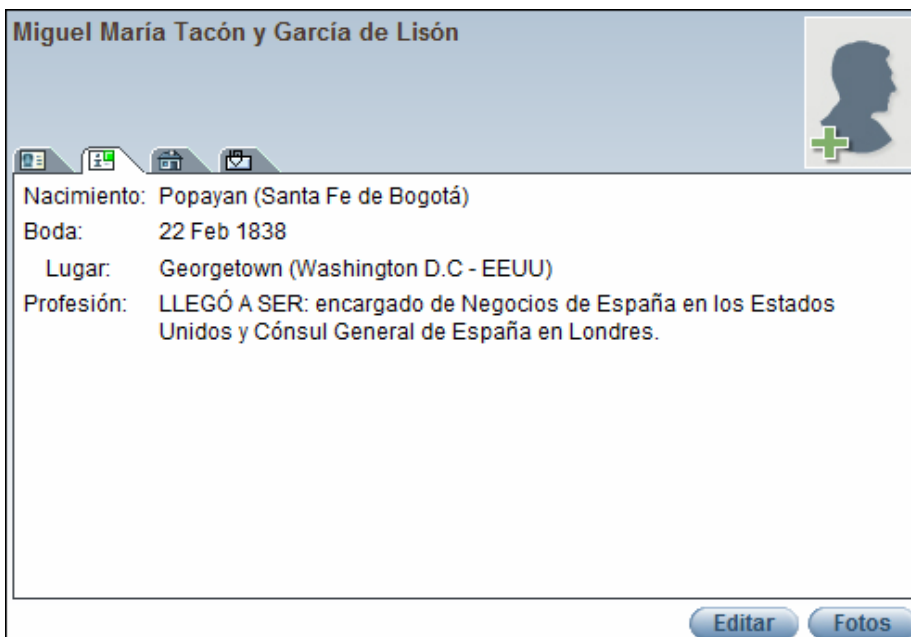 Miguel María Tacón y García de Lisón
Nacimiento: Popayan (Santa Fe de Bogotá)
Boda: 22 Feb 1838
Lugar: Georgetown (Washington D.C - EEUU)
Profesión: LLEGÓ A SER: encargado de Negocios de España en los Estados
Unidos y Cónsul General de España en Londres.
Editar Fotos